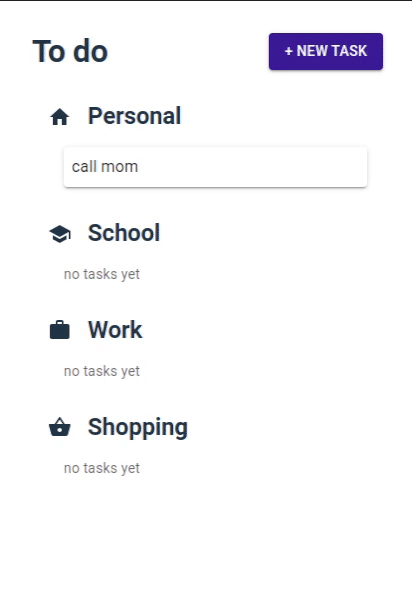 To do
+ NEW TASK
Personal
call mom
School
no tasks yet
Work
no tasks yet
Shopping
no tasks yet